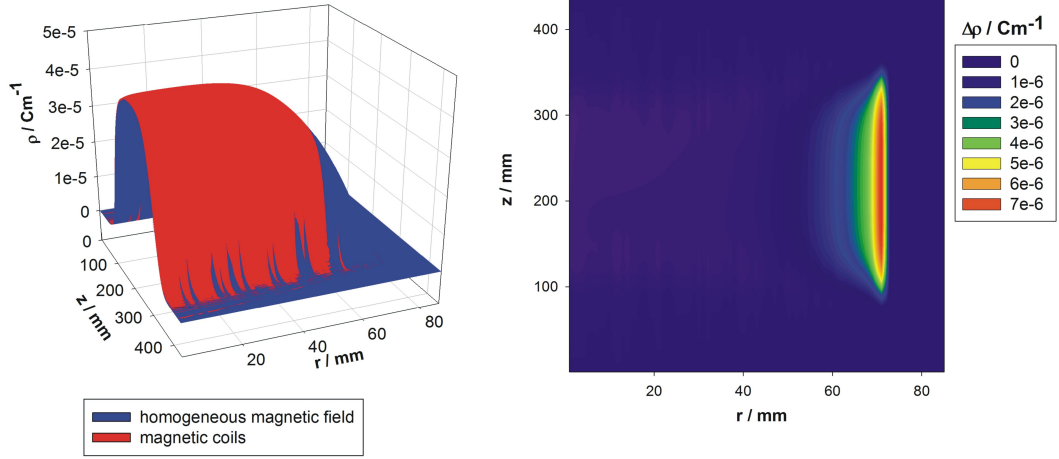 5e-5
4e-5
3e-5
2e-5
1e-5
0
ρ / Cm-1
0
100
200
300
400
z / mm
20
40
60
80
r / mm
homogeneous magnetic field
magnetic coils
400
300
200
100
z / mm
20
40
60
80
r / mm
Δρ / Cm-1
0
1e-6
2e-6
3e-6
4e-6
5e-6
6e-6
7e-6